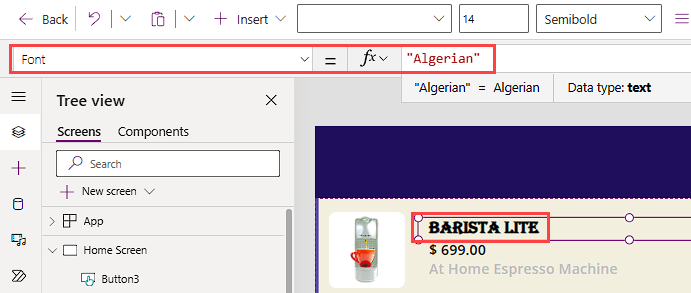 Back
Insert
14
Semibold
Font
=
fx
"Algerian"
"Algerian" = Algerian
Data type: text
Tree view
Screens
Components
Search
New screen
App
Home Screen
Button3
BARISTA LITE
$ 699.00
At Home Espresso Machine